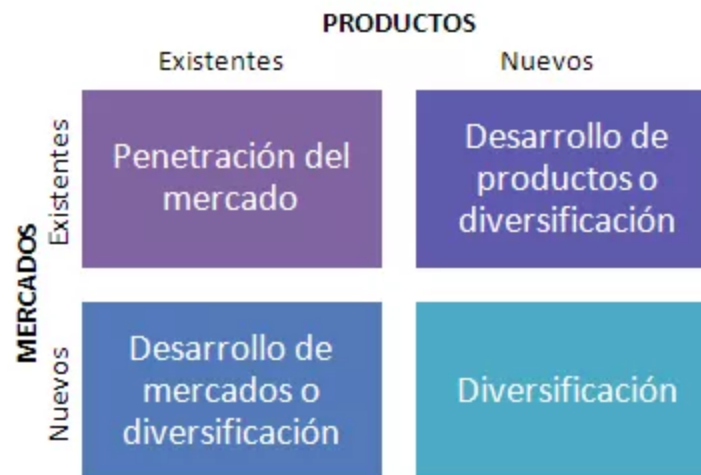 PRODUCTOS
Existentes
Nuevos
MERCADOS
Existentes
Penetración del
mercado
Desarrollo de
productos o
diversificación
Nuevos
Desarrollo de
mercados o
diversificación
Diversificación